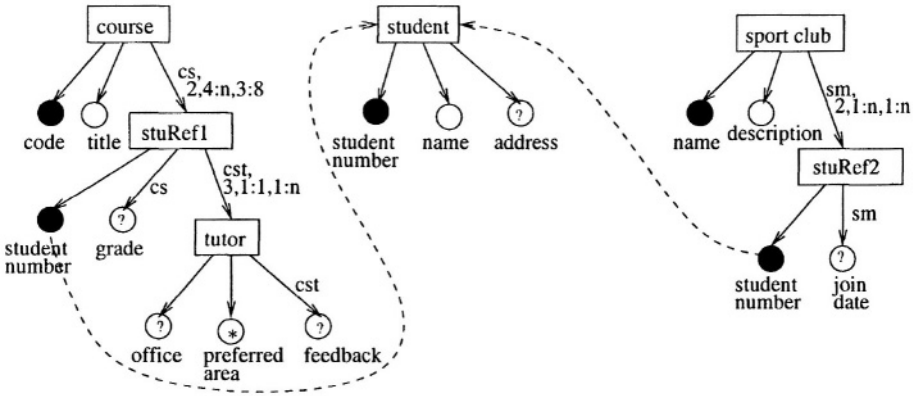 course
student
sport club
cs,
2,4:n,3:8
sm,
2,1:n,1:n
code
title
stuRef1
student
number
name
?
address
name
description
stuRef2
cs
cst,
3,1:1,1:n
sm
student
number
?
grade
tutor
student
number
?
join
date
cst
?
office
*
preferred
area
?
feedback